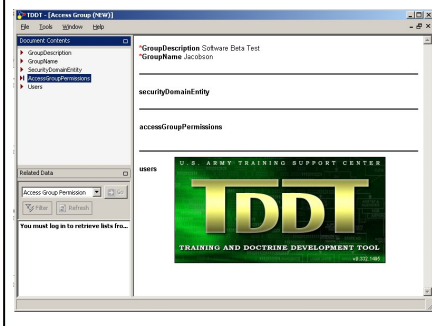 TDDT - [Access Group (NEW)]
File Tools Window Help
Document Contents
GroupDescription
GroupName
SecurityDomainEntity
AccessGroupPermissions
Users
Related Data
Access Group Permission
Go
Filter
Refresh
You must log in to retrieve lists fro...
*GroupDescription Software Beta Test
*GroupName Jacobson
securityDomainEntity
accessGroupPermissions
users
U.S. ARMY TRAINING SUPPORT CENTER
TDDT
TRAINING AND DOCTRINE DEVELOPMENT TOOL